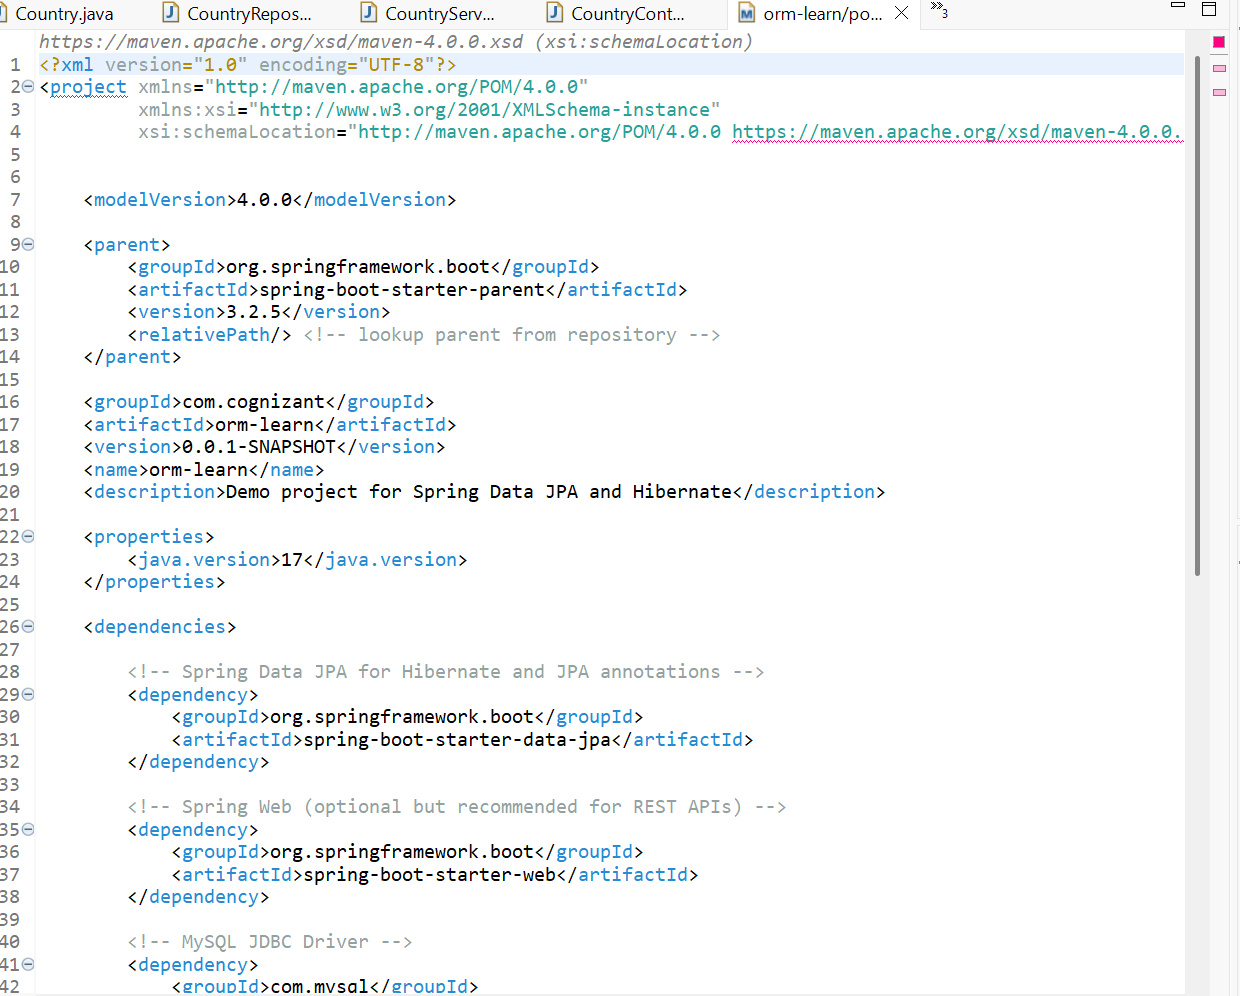 Country.java CountryRepos... CountryServ... CountryCont... orm-learn/po... »3
https://maven.apache.org/xsd/maven-4.0.0.xsd (xsi:schemaLocation)
1 <?xml version="1.0" encoding="UTF-8"?>
2 <project xmlns="http://maven.apache.org/POM/4.0.0"
3 xmlns:xsi="http://www.w3.org/2001/XMLSchema-instance"
4 xsi:schemaLocation="http://maven.apache.org/POM/4.0.0 https://maven.apache.org/xsd/maven-4.0.0.
5
6
7 <modelVersion>4.0.0</modelVersion>
8
9 <parent>
10 <groupId>org.springframework.boot</groupId>
11 <artifactId>spring-boot-starter-parent</artifactId>
12 <version>3.2.5</version>
13 <relativePath/> <!-- lookup parent from repository -->
14 </parent>
15
16 <groupId>com.cognizant</groupId>
17 <artifactId>orm-learn</artifactId>
18 <version>0.0.1-SNAPSHOT</version>
19 <name>orm-learn</name>
20 <description>Demo project for Spring Data JPA and Hibernate</description>
21
22 <properties>
23 <java.version>17</java.version>
24 </properties>
25
26 <dependencies>
27
28 <!-- Spring Data JPA for Hibernate and JPA annotations -->
29 <dependency>
30 <groupId>org.springframework.boot</groupId>
31 <artifactId>spring-boot-starter-data-jpa</artifactId>
32 </dependency>
33
34 <!-- Spring Web (optional but recommended for REST APIs) -->
35 <dependency>
36 <groupId>org.springframework.boot</groupId>
37 <artifactId>spring-boot-starter-web</artifactId>
38 </dependency>
39
40 <!-- MySQL JDBC Driver -->
41 <dependency>
42 <groupId>com.mysql</groupId>